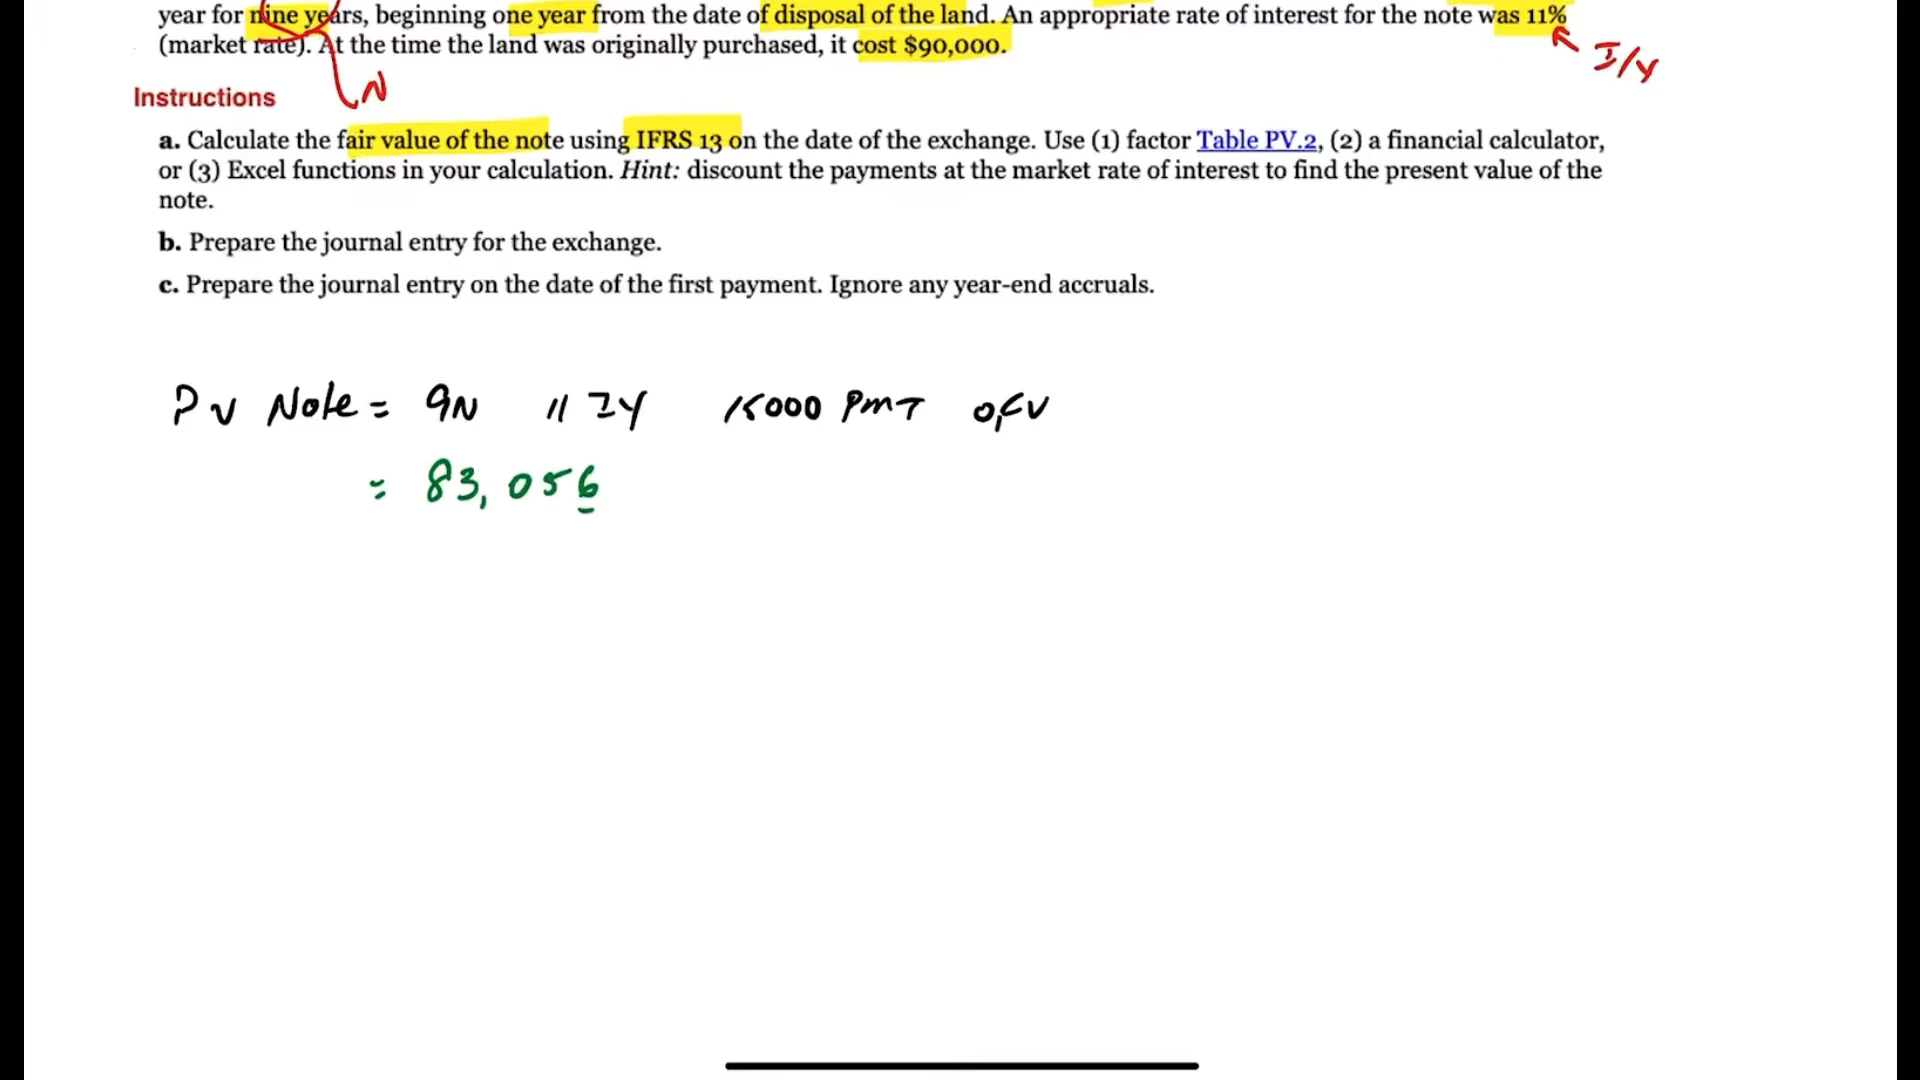 year for nine years, beginning one year from the date of disposal of the land. An appropriate rate of interest for the note was 11%
(market rate). At the time the land was originally purchased, it cost $90,000.
I/Y
N
Instructions
a. Calculate the fair value of the note using IFRS 13 on the date of the exchange. Use (1) factor Table PV.2, (2) a financial calculator,
or (3) Excel functions in your calculation. Hint: discount the payments at the market rate of interest to find the present value of the
note.
b. Prepare the journal entry for the exchange.
c. Prepare the journal entry on the date of the first payment. Ignore any year-end accruals.
PV Note = 9N 11 IY 15000 PMT 0 FV
= 83,056